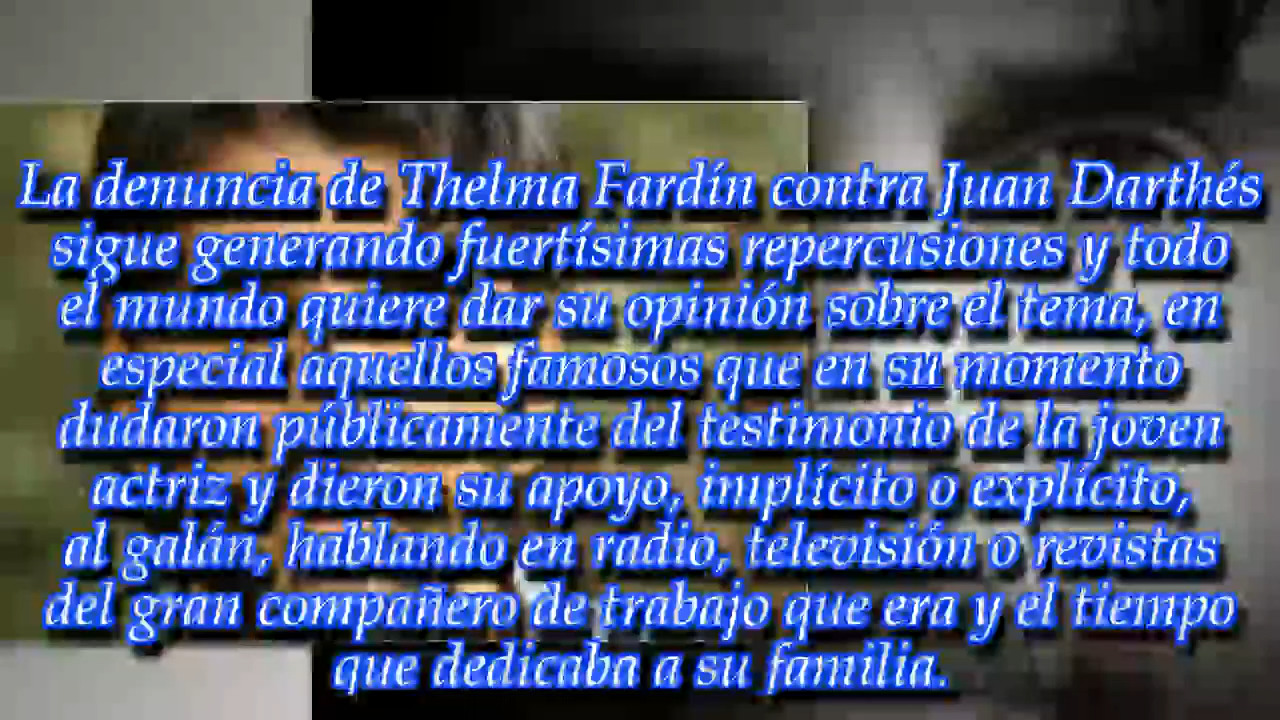 La denuncia de Thelma Fardín contra Juan Darthés
sigue generando fuertísimas repercusiones y todo
el mundo quiere dar su opinión sobre el tema, en
especial aquellos famosos que en su momento
dudaron públicamente del testimonio de la joven
actriz y dieron su apoyo, implícito o explícito,
al galán, hablando en radio, televisión o revistas
del gran compañero de trabajo que era y el tiempo
que dedicaba a su familia.